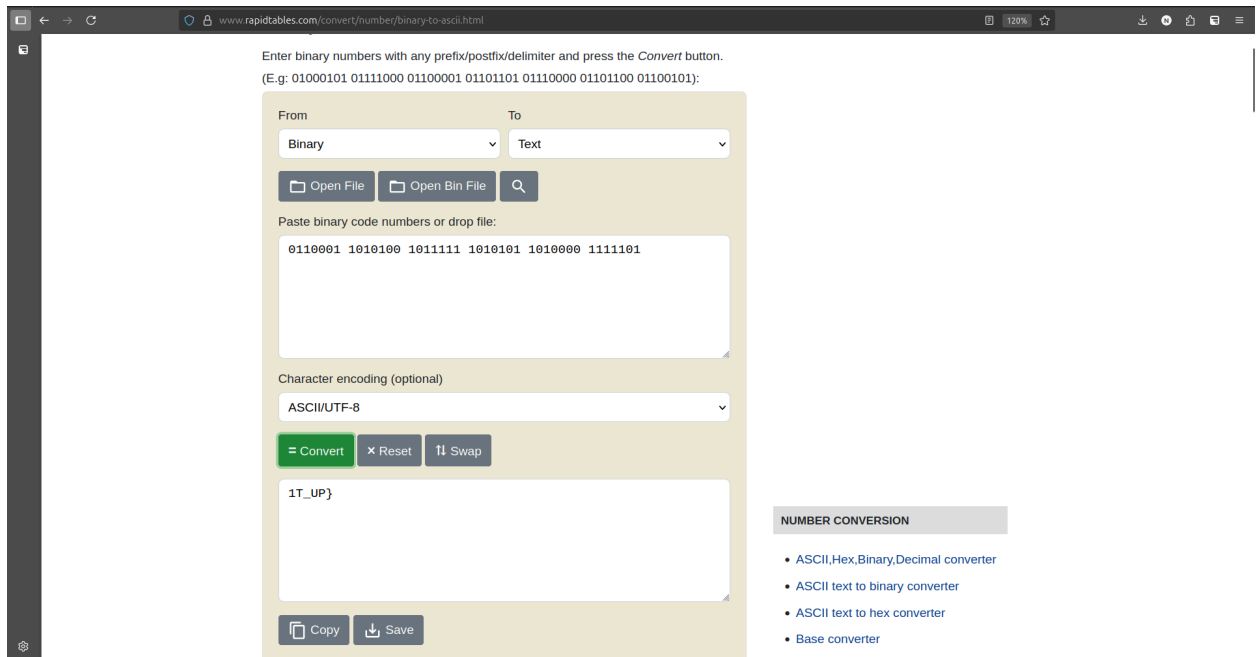 www.rapidtables.com/convert/number/binary-to-ascii.html
120%
Enter binary numbers with any prefix/postfix/delimiter and press the Convert button.
(E.g: 01000101 01111000 01100001 01101101 01110000 01101100 01100101):
From To
Binary Text
Open File Open Bin File
Paste binary code numbers or drop file:
0110001 1010100 1011111 1010101 1010000 1111101
Character encoding (optional)
ASCII/UTF-8
= Convert × Reset Swap
1T_UP}
Copy Save
NUMBER CONVERSION
• ASCII,Hex,Binary,Decimal converter
• ASCII text to binary converter
• ASCII text to hex converter
• Base converter